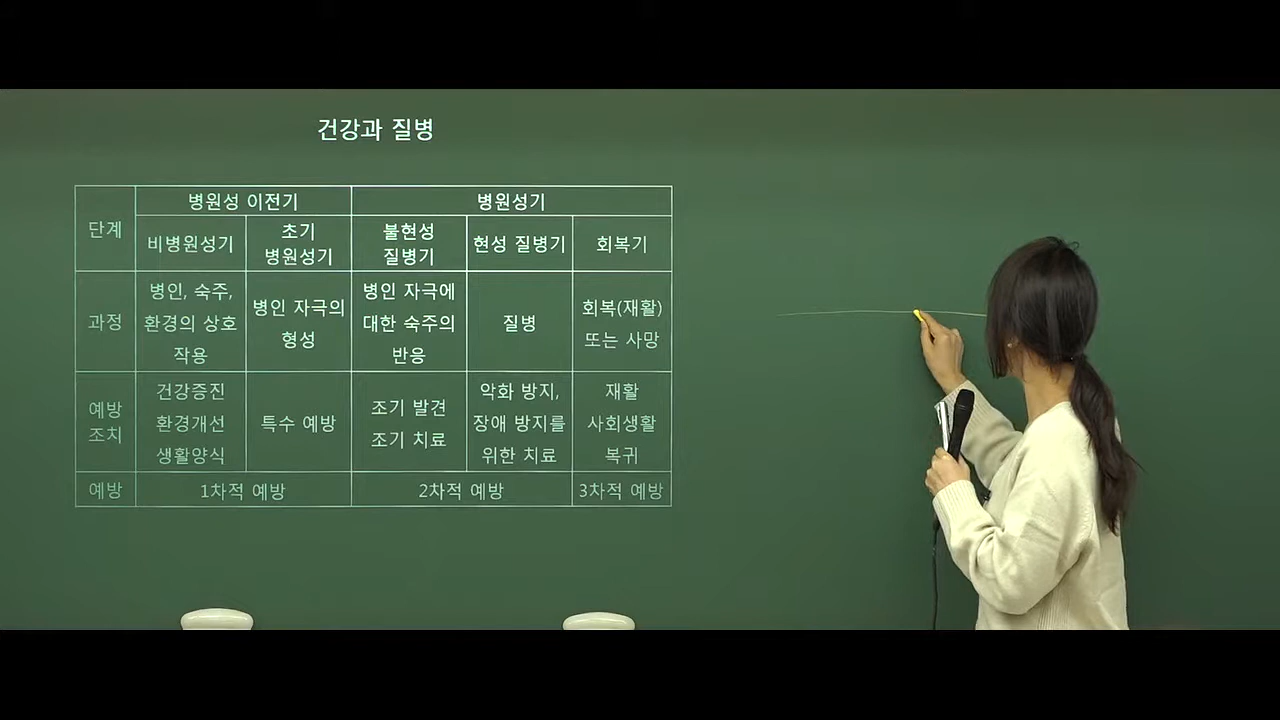 건강과 질병
단계
병원성 이전기
병원성기
비병원성기
초기
병원성기
불현성
질병기
현성 질병기
회복기
과정
병인, 숙주,
환경의 상호
작용
병인 자극의
형성
병인 자극에
대한 숙주의
반응
질병
회복(재활)
또는 사망
예방
조치
건강증진
환경개선
생활양식
특수 예방
조기 발견
조기 치료
악화 방지,
장애 방지를
위한 치료
재활
사회생활
복귀
예방
1차적 예방
2차적 예방
3차적 예방